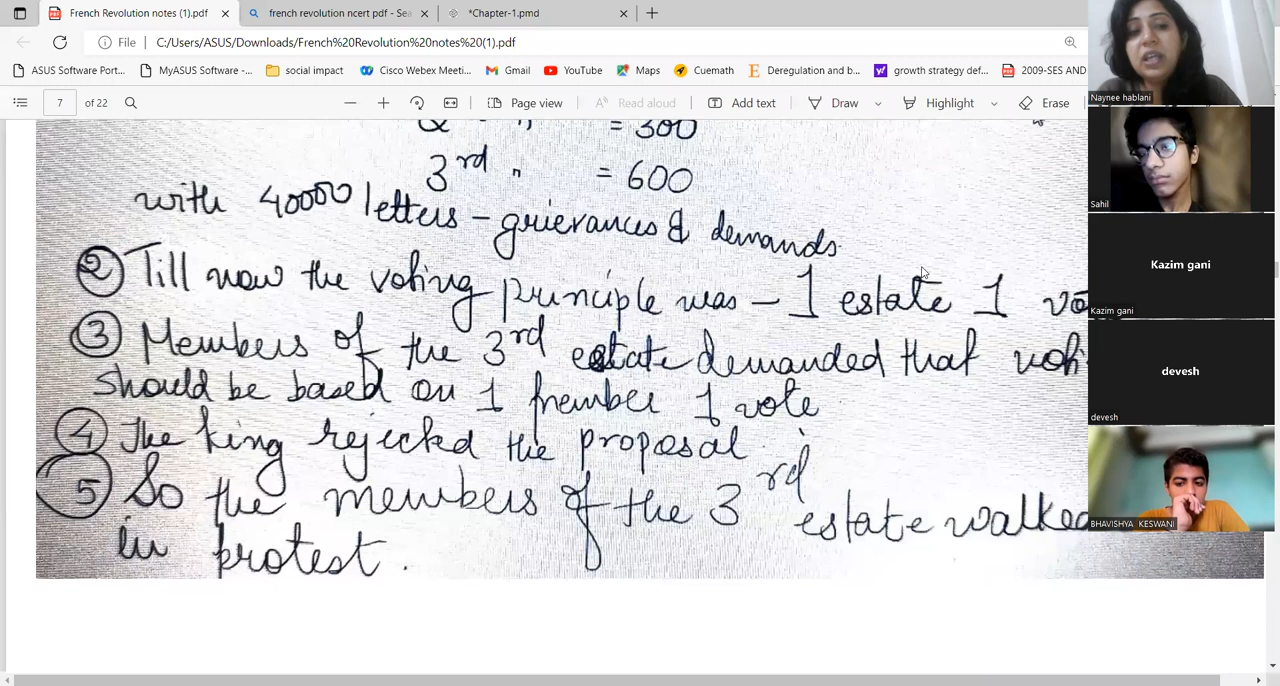 French Revolution notes (1).pdf
french revolution ncert pdf - Sea
*Chapter-1.pmd
File
C:/Users/ASUS/Downloads/French%20Revolution%20notes%20(1).pdf
ASUS Software Port...
MyASUS Software -...
social impact
Cisco Webex Meeti...
Gmail
YouTube
Maps
Cuemath
Deregulation and b...
growth strategy def...
2009-SES AND
7
of 22
Page view
Read aloud
Add text
Draw
Highlight
Erase
= 300
3rd " = 600
with 40000 letters - grievances & demands.
② Till now the voting principle was - 1 estate 1 vo
③ Members of the 3rd estate demanded that voti
should be based on 1 member 1 vote
④ The king rejected the proposal.
⑤ So the members of the 3rd estate walked
in protest.
Naynee hablani
Sahil
Kazim gani
Kazim gani
devesh
devesh
BHAVISHYA KESWANI